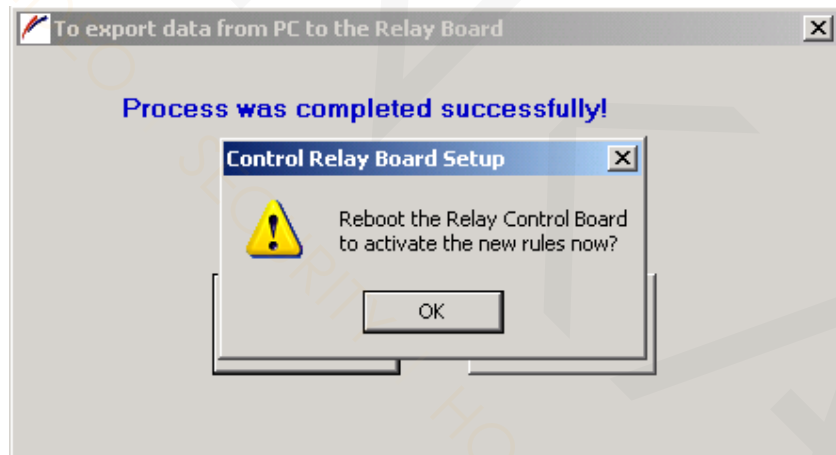 To export data from PC to the Relay Board
Process was completed successfully!
Control Relay Board Setup
Reboot the Relay Control Board
to activate the new rules now?
OK